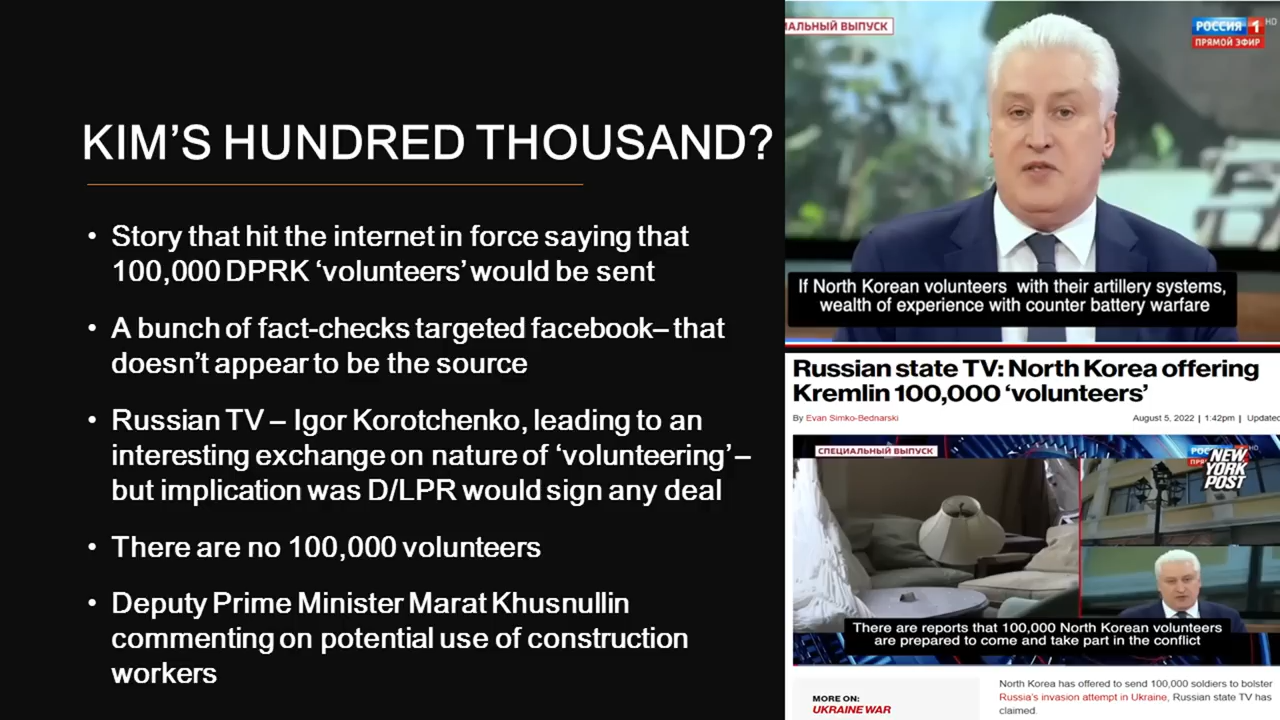 KIM’S HUNDRED THOUSAND?
• Story that hit the internet in force saying that
100,000 DPRK ‘volunteers’ would be sent
• A bunch of fact-checks targeted facebook– that
doesn’t appear to be the source
• Russian TV – Igor Korotchenko, leading to an
interesting exchange on nature of ‘volunteering’ –
but implication was D/LPR would sign any deal
• There are no 100,000 volunteers
• Deputy Prime Minister Marat Khusnullin
commenting on potential use of construction
workers
ИАЛЬНЫЙ ВЫПУСК
РОССИЯ 1
HD
ПРЯМОЙ ЭФИР
If North Korean volunteers with their artillery systems,
wealth of experience with counter battery warfare
Russian state TV: North Korea offering
Kremlin 100,000 ‘volunteers’
By Evan Simko-Bednarski
August 5, 2022 | 1:42pm | Updated
СПЕЦИАЛЬНЫЙ ВЫПУСК
РОС
HD
ПРЯ
NEW
YORK
POST
There are reports that 100,000 North Korean volunteers
are prepared to come and take part in the conflict
MORE ON:
UKRAINE WAR
North Korea has offered to send 100,000 soldiers to bolster
Russia’s invasion attempt in Ukraine, Russian state TV has
claimed.